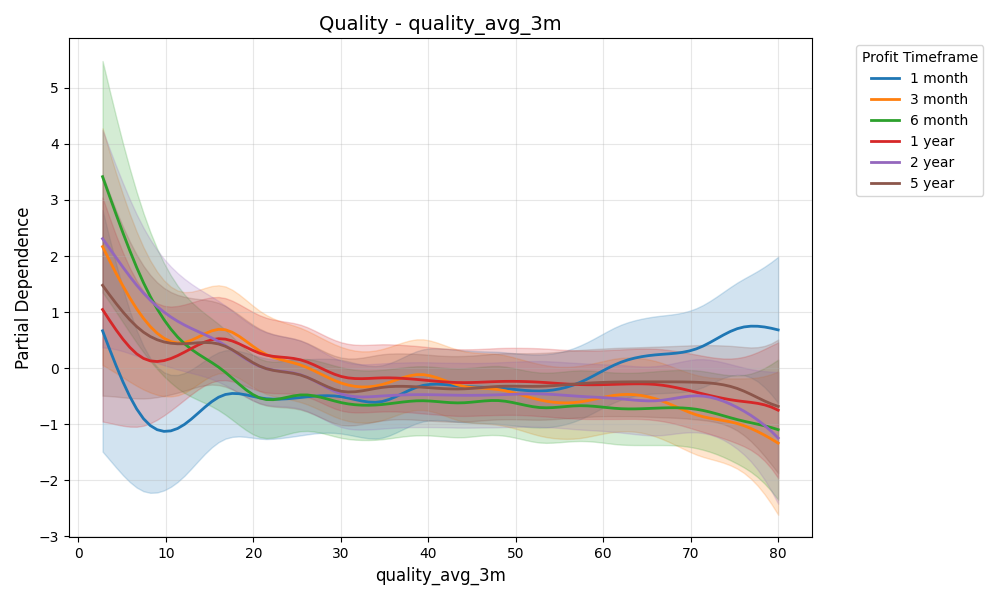 Quality - quality_avg_3m
Profit Timeframe
1 month
3 month
6 month
1 year
2 year
5 year
Partial Dependence
5
4
3
2
1
0
−1
−2
−3
0 10 20 30 40 50 60 70 80
quality_avg_3m